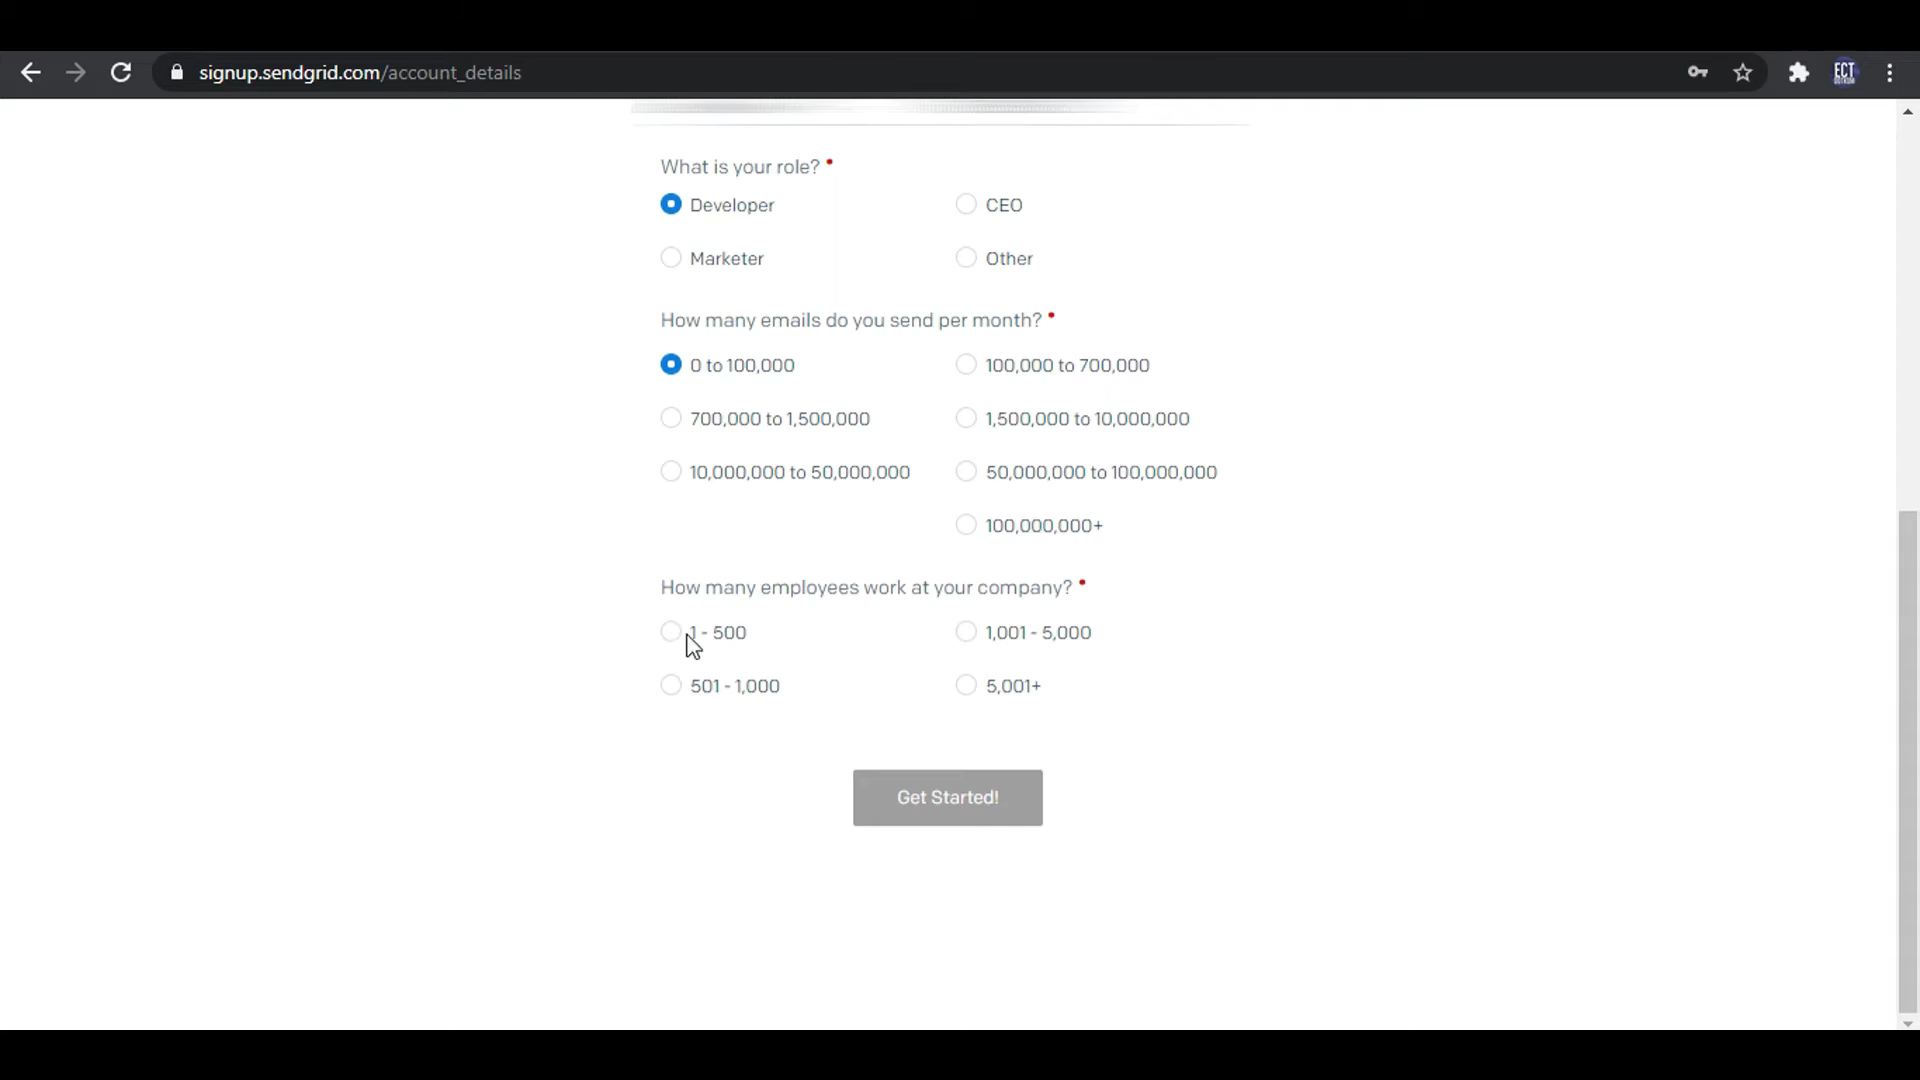 signup.sendgrid.com/account_details
ECT
What is your role? *
Developer
CEO
Marketer
Other
How many emails do you send per month? *
0 to 100,000
100,000 to 700,000
700,000 to 1,500,000
1,500,000 to 10,000,000
10,000,000 to 50,000,000
50,000,000 to 100,000,000
100,000,000+
How many employees work at your company? *
1 - 500
1,001 - 5,000
501 - 1,000
5,001+
Get Started!